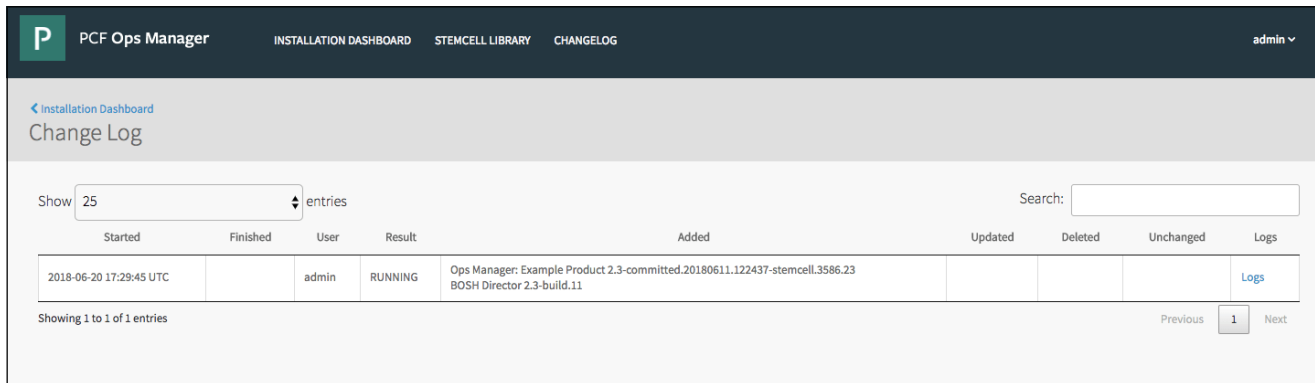 P PCF Ops Manager INSTALLATION DASHBOARD STEMCELL LIBRARY CHANGELOG admin
Installation Dashboard
Change Log
Show 25 entries Search:
Started Finished User Result Added Updated Deleted Unchanged Logs
2018-06-20 17:29:45 UTC admin RUNNING Ops Manager: Example Product 2.3-committed.20180611.122437-stemcell.3586.23 Logs
BOSH Director 2.3-build.11
Showing 1 to 1 of 1 entries Previous 1 Next